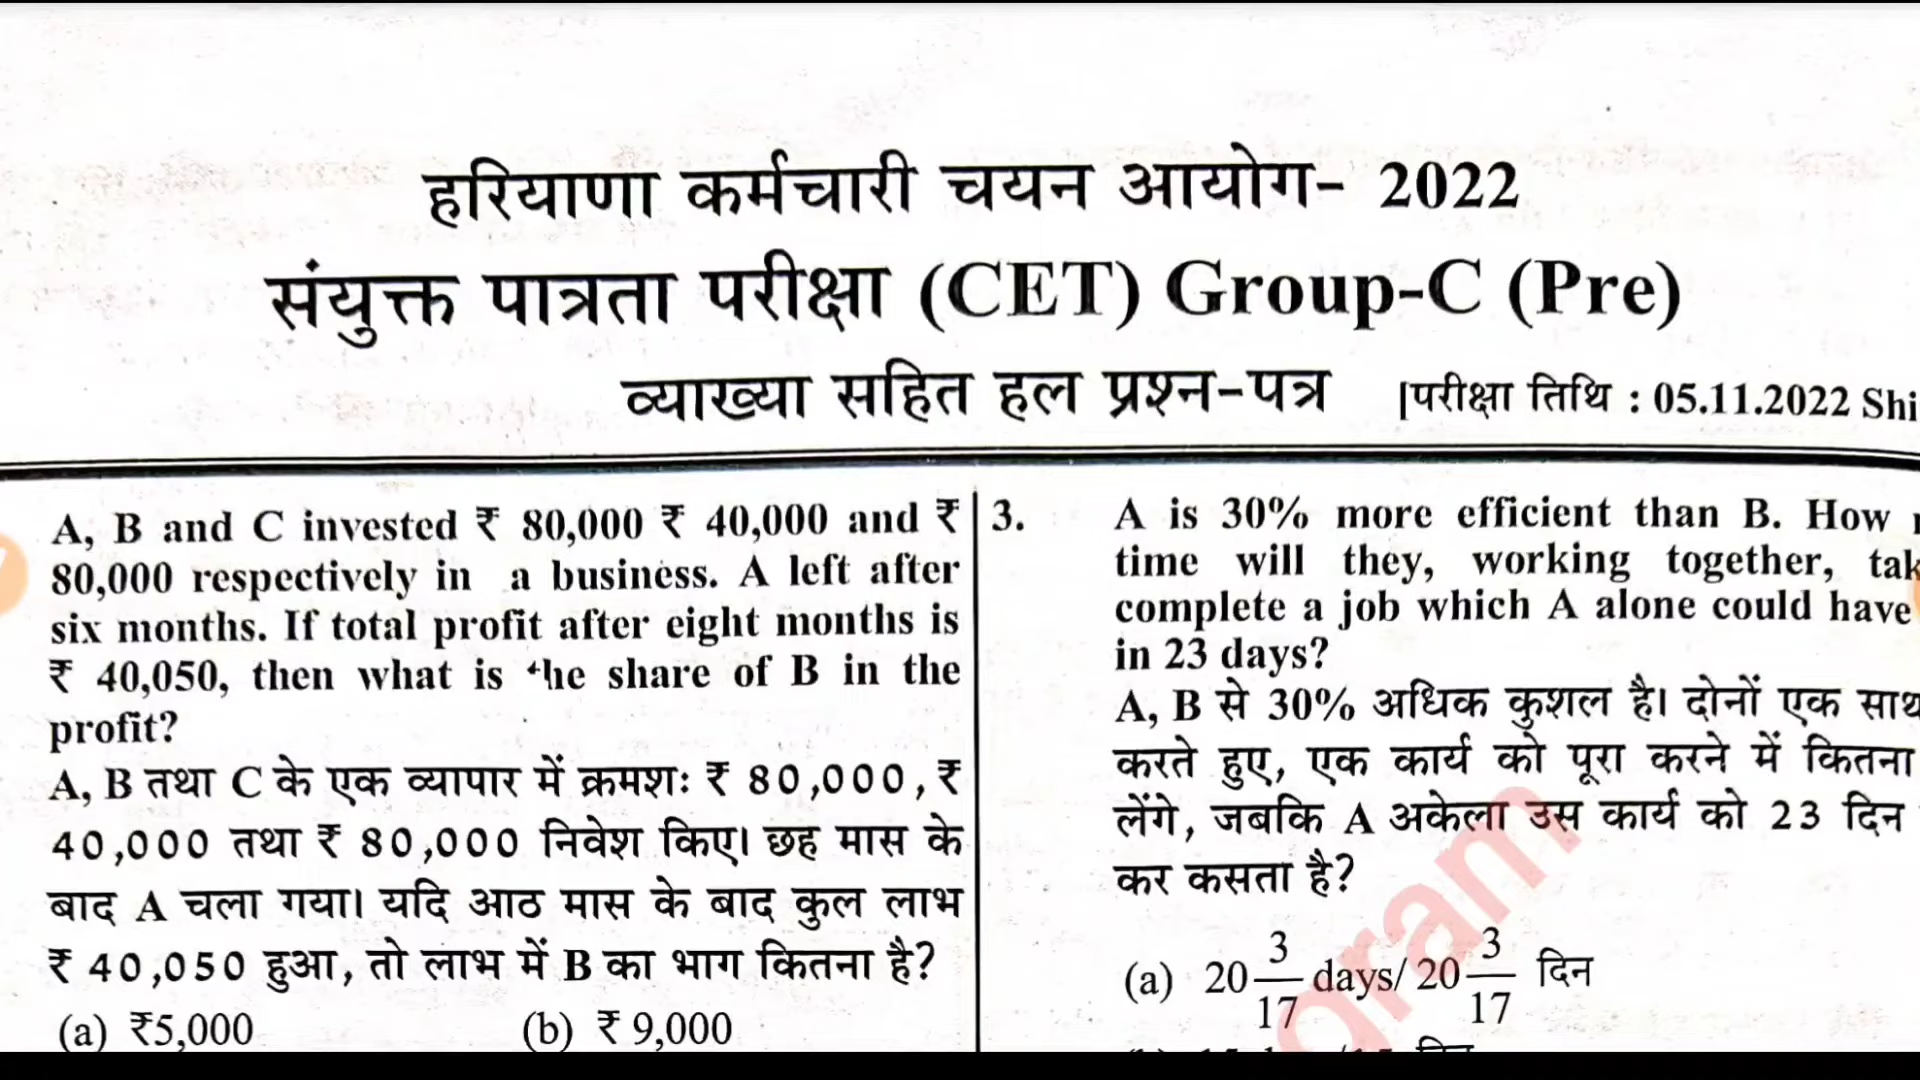 हरियाणा कर्मचारी चयन आयोग- 2022
संयुक्त पात्रता परीक्षा (CET) Group-C (Pre)
व्याख्या सहित हल प्रश्न-पत्र [परीक्षा तिथि : 05.11.2022
A, B and C invested ₹ 80,000 ₹ 40,000 and ₹
80,000 respectively in a business. A left after
six months. If total profit after eight months is
₹ 40,050, then what is the share of B in the
profit?
A, B तथा C के एक व्यापार में क्रमशः ₹ 80,000, ₹
40,000 तथा ₹ 80,000 निवेश किए। छह मास के
बाद A चला गया। यदि आठ मास के बाद कुल लाभ
₹ 40,050 हुआ, तो लाभ में B का भाग कितना है?
(a) ₹5,000 (b) ₹ 9,000
3. A is 30% more efficient than B. How
time will they, working together,
complete a job which A alone could have
in 23 days?
A, B से 30% अधिक कुशल है। दोनों एक साथ
करते हुए, एक कार्य को पूरा करने में कितना
लेंगे, जबकि A अकेला उस कार्य को 23 दिन
कर कसता है?
(a) 20 3/17 days/ 20 3/17 दिन
gram